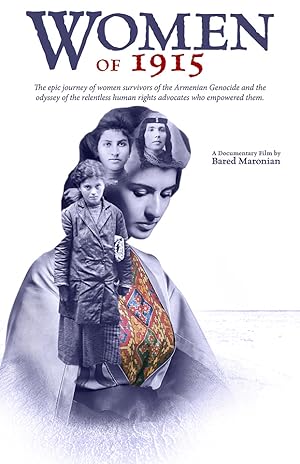 WOMEN
OF 1915
The epic journey of women survivors of the Armenian Genocide and the
odyssey of the relentless human rights advocates who empowered them.
A Documentary Film by
Bared Maronian